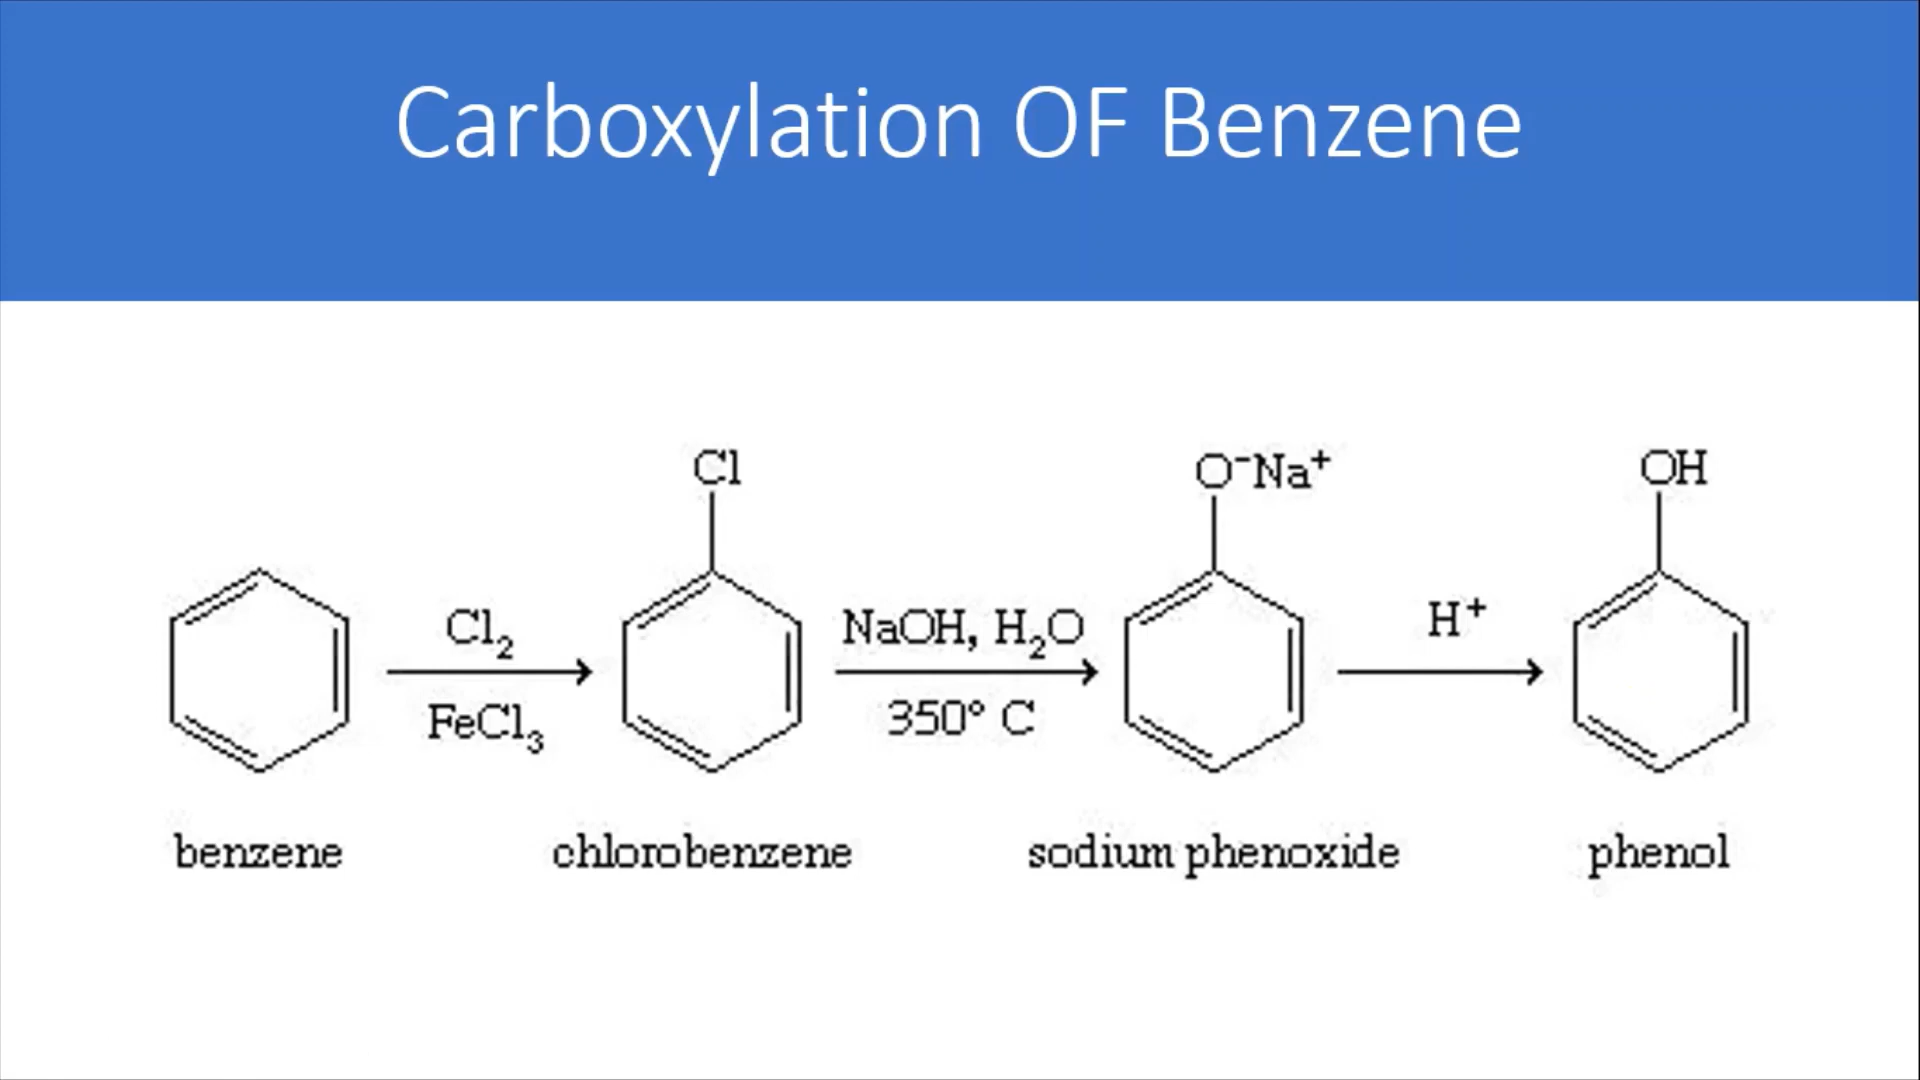 Carboxylation OF Benzene
Cl
O⁻Na⁺
OH
Cl₂
NaOH, H₂O
H⁺
FeCl₃
350° C
benzene
chlorobenzene
sodium phenoxide
phenol